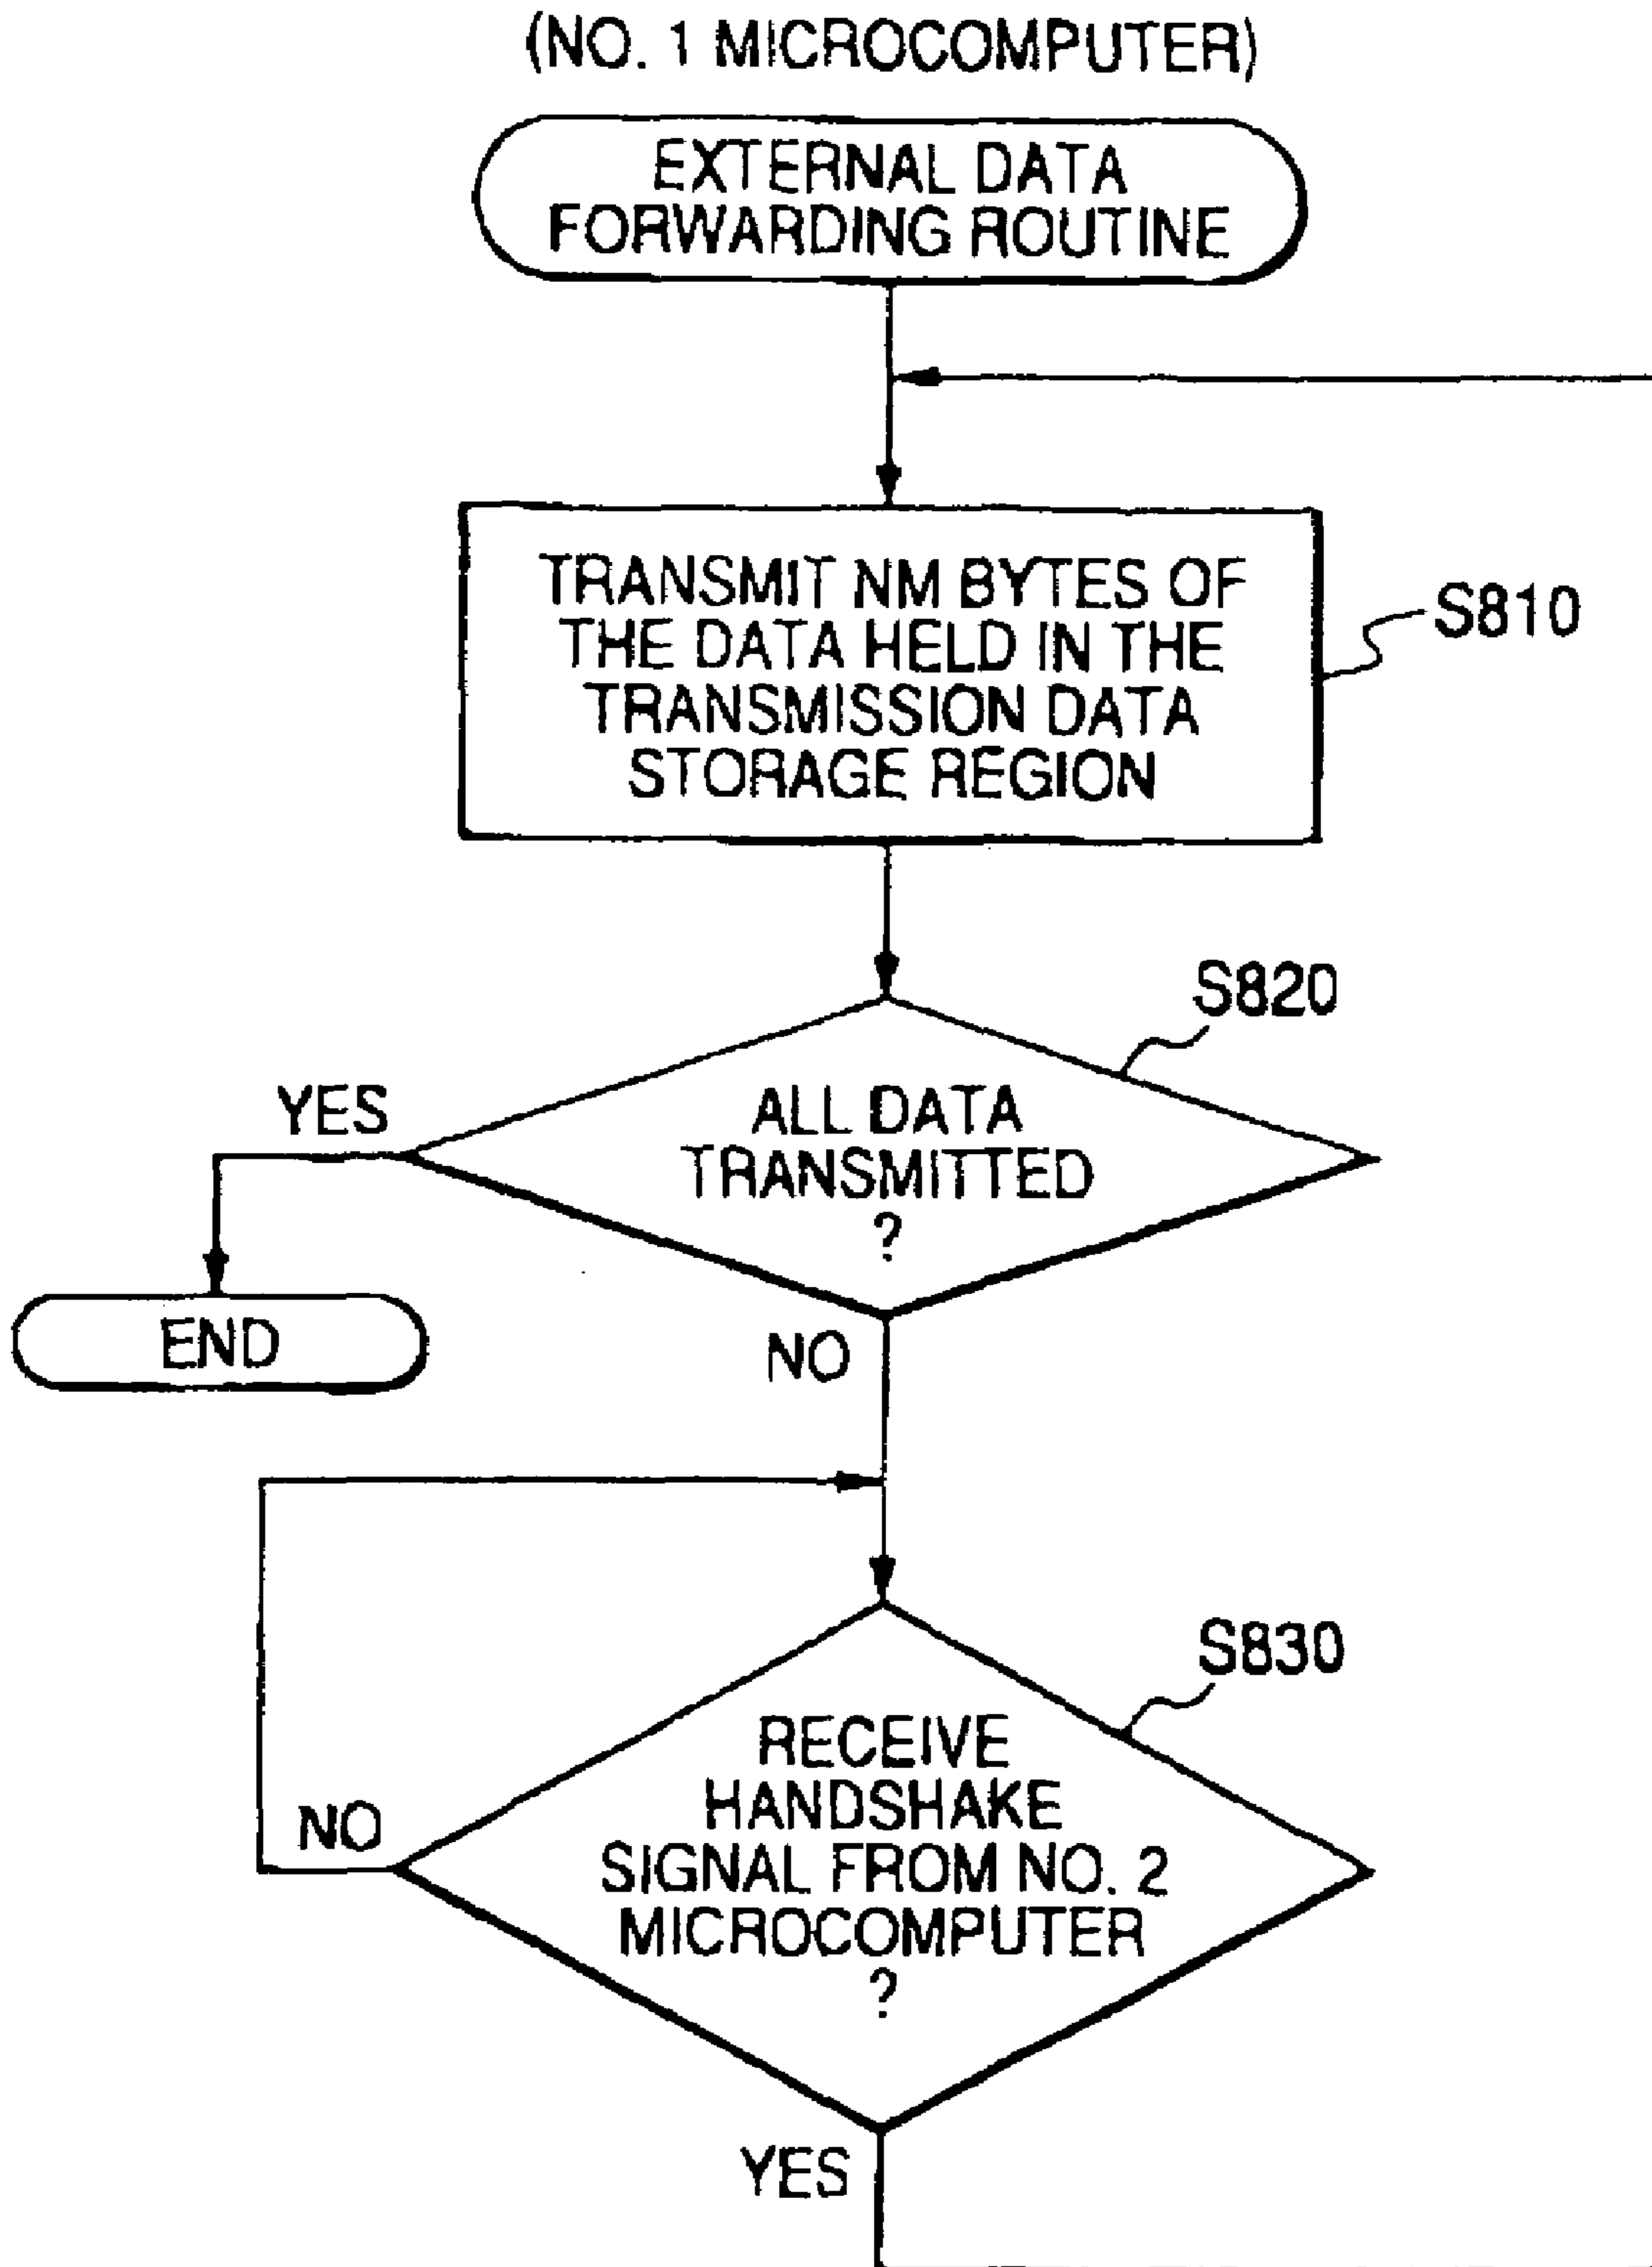 (NO. 1 MICROCOMPUTER)
EXTERNAL DATA
FORWARDING ROUTINE
TRANSMIT NM BYTES OF
THE DATA HELD IN THE
TRANSMISSION DATA
STORAGE REGION
S810
S820
YES
ALL DATA
TRANSMITTED
?
END
NO
S830
RECEIVE
HANDSHAKE
NO
SIGNAL FROM NO. 2
MICROCOMPUTER
?
YES